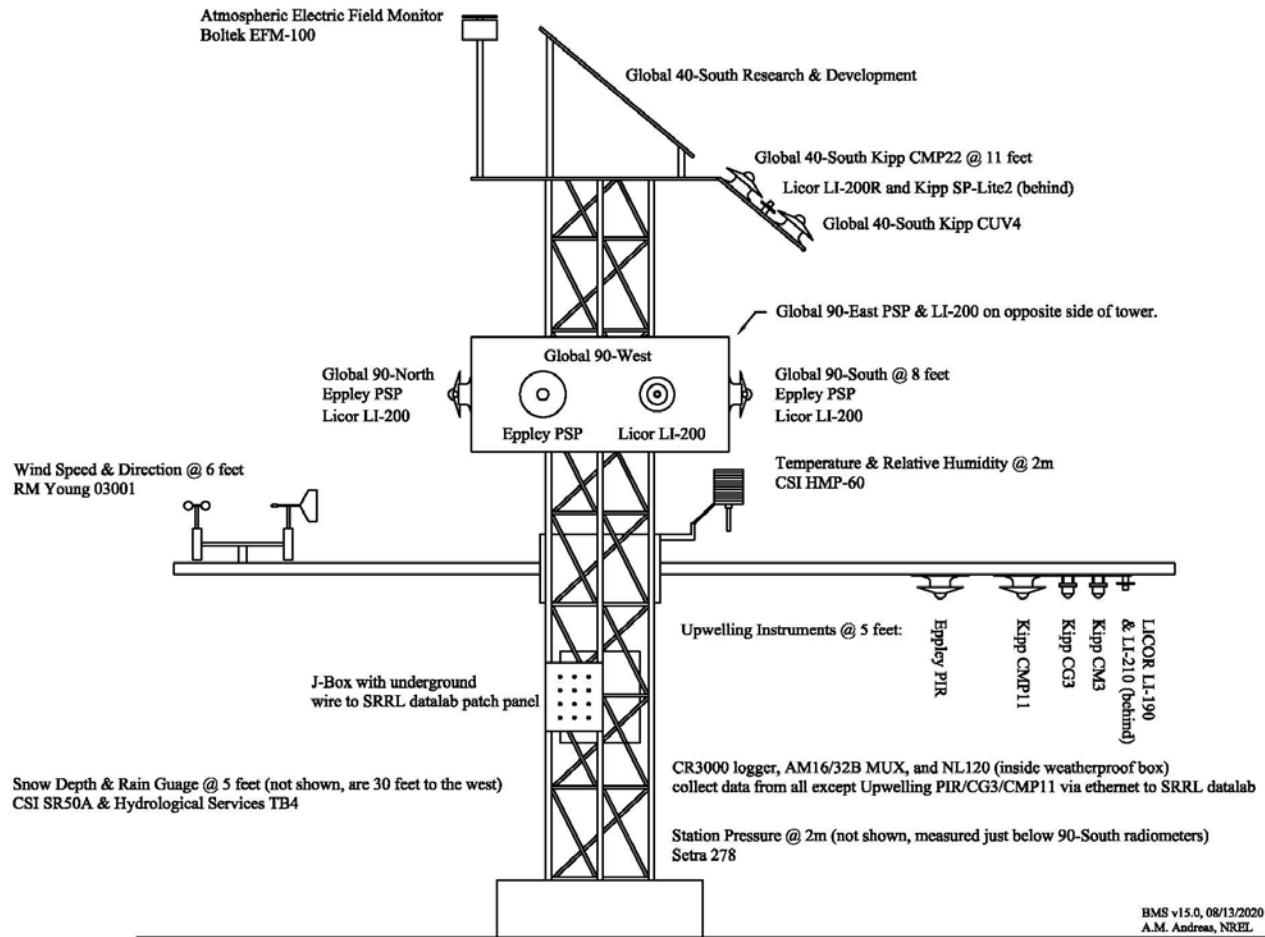 Atmospheric Electric Field Monitor
Boltek EFM-100
Global 40-South Research & Development
Global 40-South Kipp CMP22 @ 11 feet
Licor LI-200R and Kipp SP-Lite2 (behind)
Global 40-South Kipp CUV4
Global 90-East PSP & LI-200 on opposite side of tower.
Global 90-West
Eppley PSP
Licor LI-200
Global 90-North
Eppley PSP
Licor LI-200
Global 90-South @ 8 feet
Eppley PSP
Licor LI-200
Wind Speed & Direction @ 6 feet
RM Young 03001
Temperature & Relative Humidity @ 2m
CSI HMP-60
Upwelling Instruments @ 5 feet:
Eppley PIR
Kipp CMP11
Kipp CG3
Kipp CM3
LICOR LI-190
& LI-210 (behind)
J-Box with underground
wire to SRRL datalab patch panel
Snow Depth & Rain Guage @ 5 feet (not shown, are 30 feet to the west)
CSI SR50A & Hydrological Services TB4
CR3000 logger, AM16/32B MUX, and NL120 (inside weatherproof box)
collect data from all except Upwelling PIR/CG3/CMP11 via ethernet to SRRL datalab
Station Pressure @ 2m (not shown, measured just below 90-South radiometers)
Setra 278
BMS v15.0, 08/13/2020
A.M. Andreas, NREL